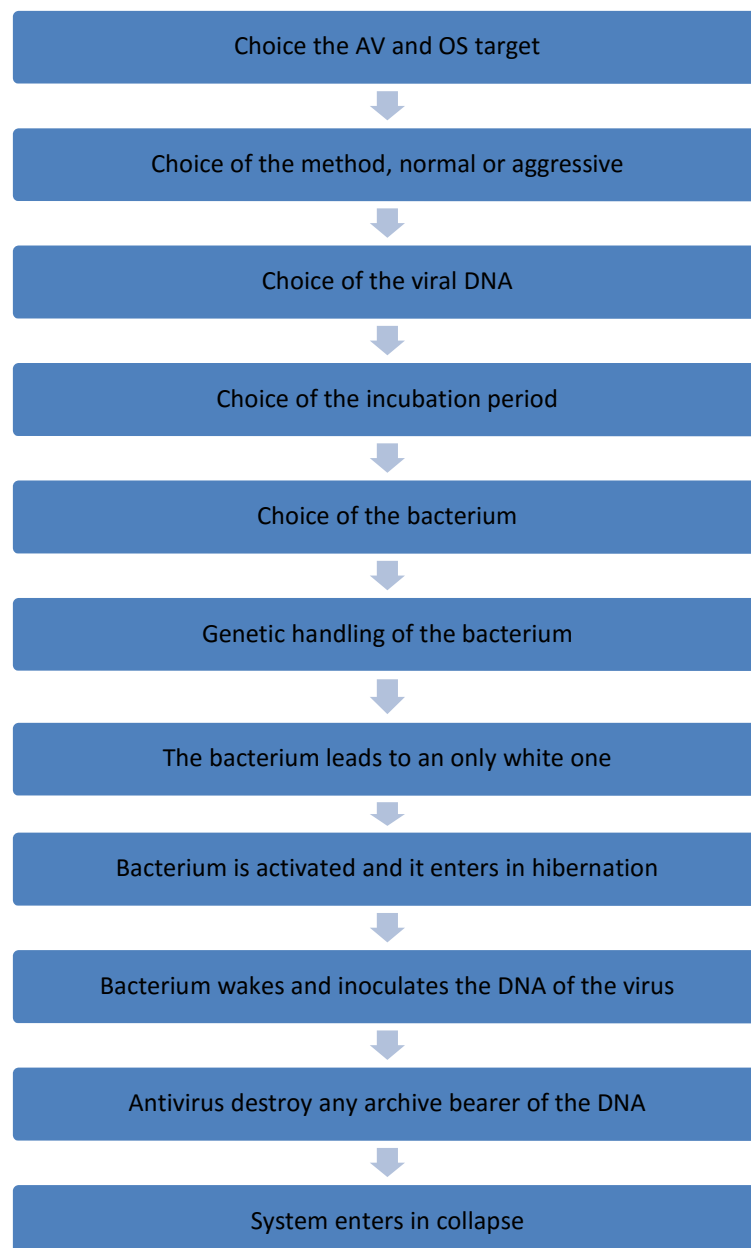 Choice the AV and OS target
Choice of the method, normal or aggressive
Choice of the viral DNA
Choice of the incubation period
Choice of the bacterium
Genetic handling of the bacterium
The bacterium leads to an only white one
Bacterium is activated and it enters in hibernation
Bacterium wakes and inoculates the DNA of the virus
Antivirus destroy any archive bearer of the DNA
System enters in collapse